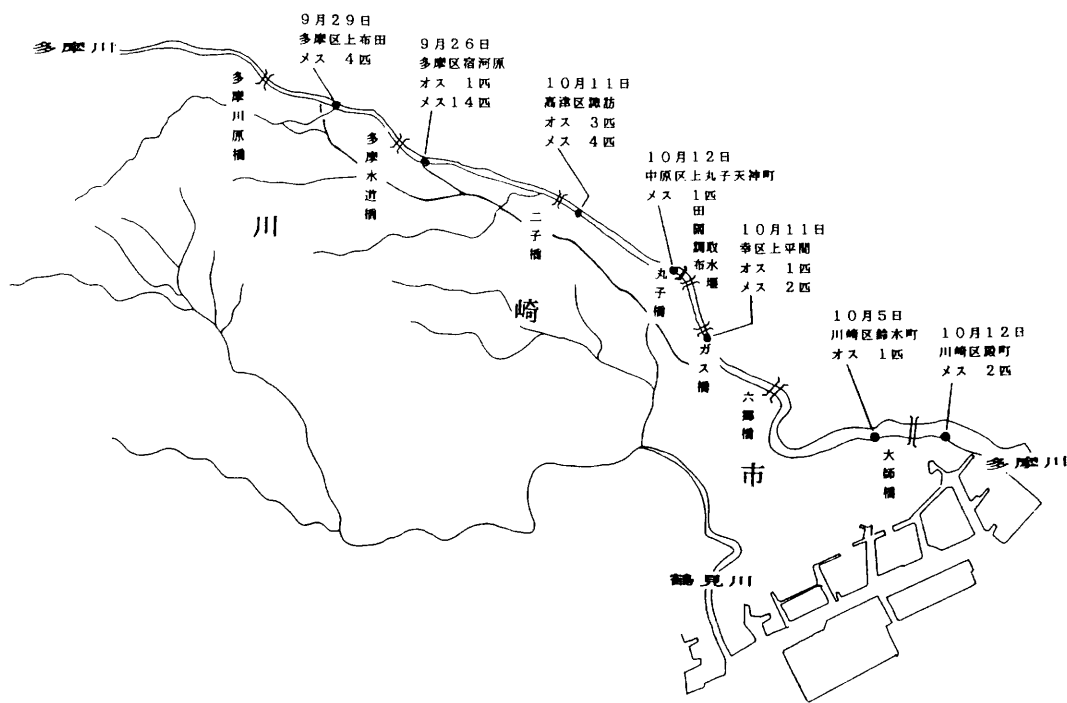 多摩川
9月29日
多摩区上布田
メス 4匹
9月26日
多摩区宿河原
オス 1匹
メス14匹
10月11日
高津区諏訪
オス 3匹
メス 4匹
10月12日
中原区上丸子天神町
メス 1匹
田園調布
取水堰
10月11日
幸区上平間
オス 1匹
メス 2匹
10月5日
川崎区鈴木町
オス 1匹
10月12日
川崎区殿町
メス 2匹
多摩川原橋
多摩水道橋
二子橋
丸子橋
ガス橋
六郷橋
大師橋
川
崎
市
多摩川
鶴見川